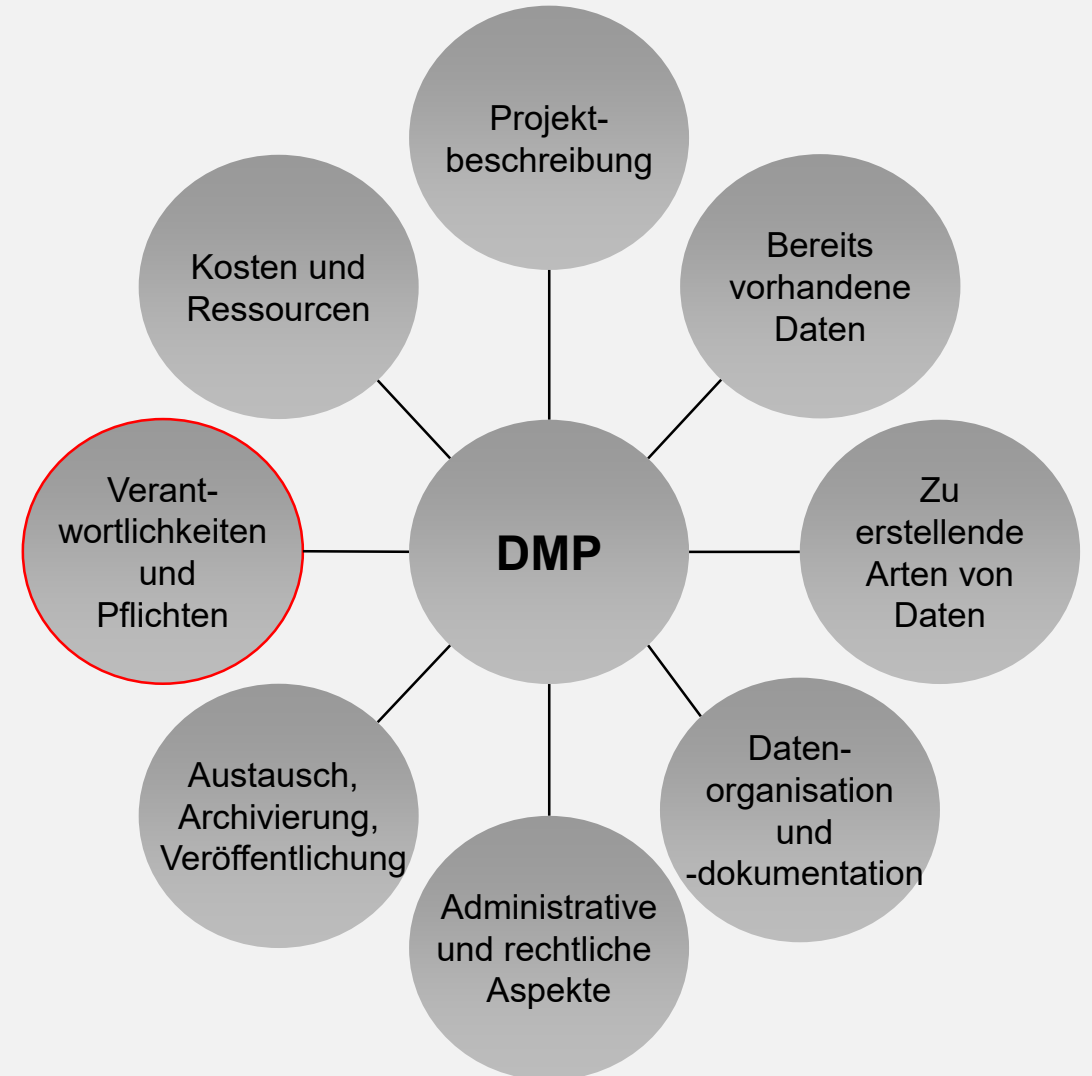 Projekt-
beschreibung
Bereits
vorhandene
Daten
Zu
erstellende
Arten von
Daten
Daten-
organisation
und
-dokumentation
Administrative
und rechtliche
Aspekte
Austausch,
Archivierung,
Veröffentlichung
Verant-
wortlichkeiten
und
Pflichten
Kosten und
Ressourcen
DMP